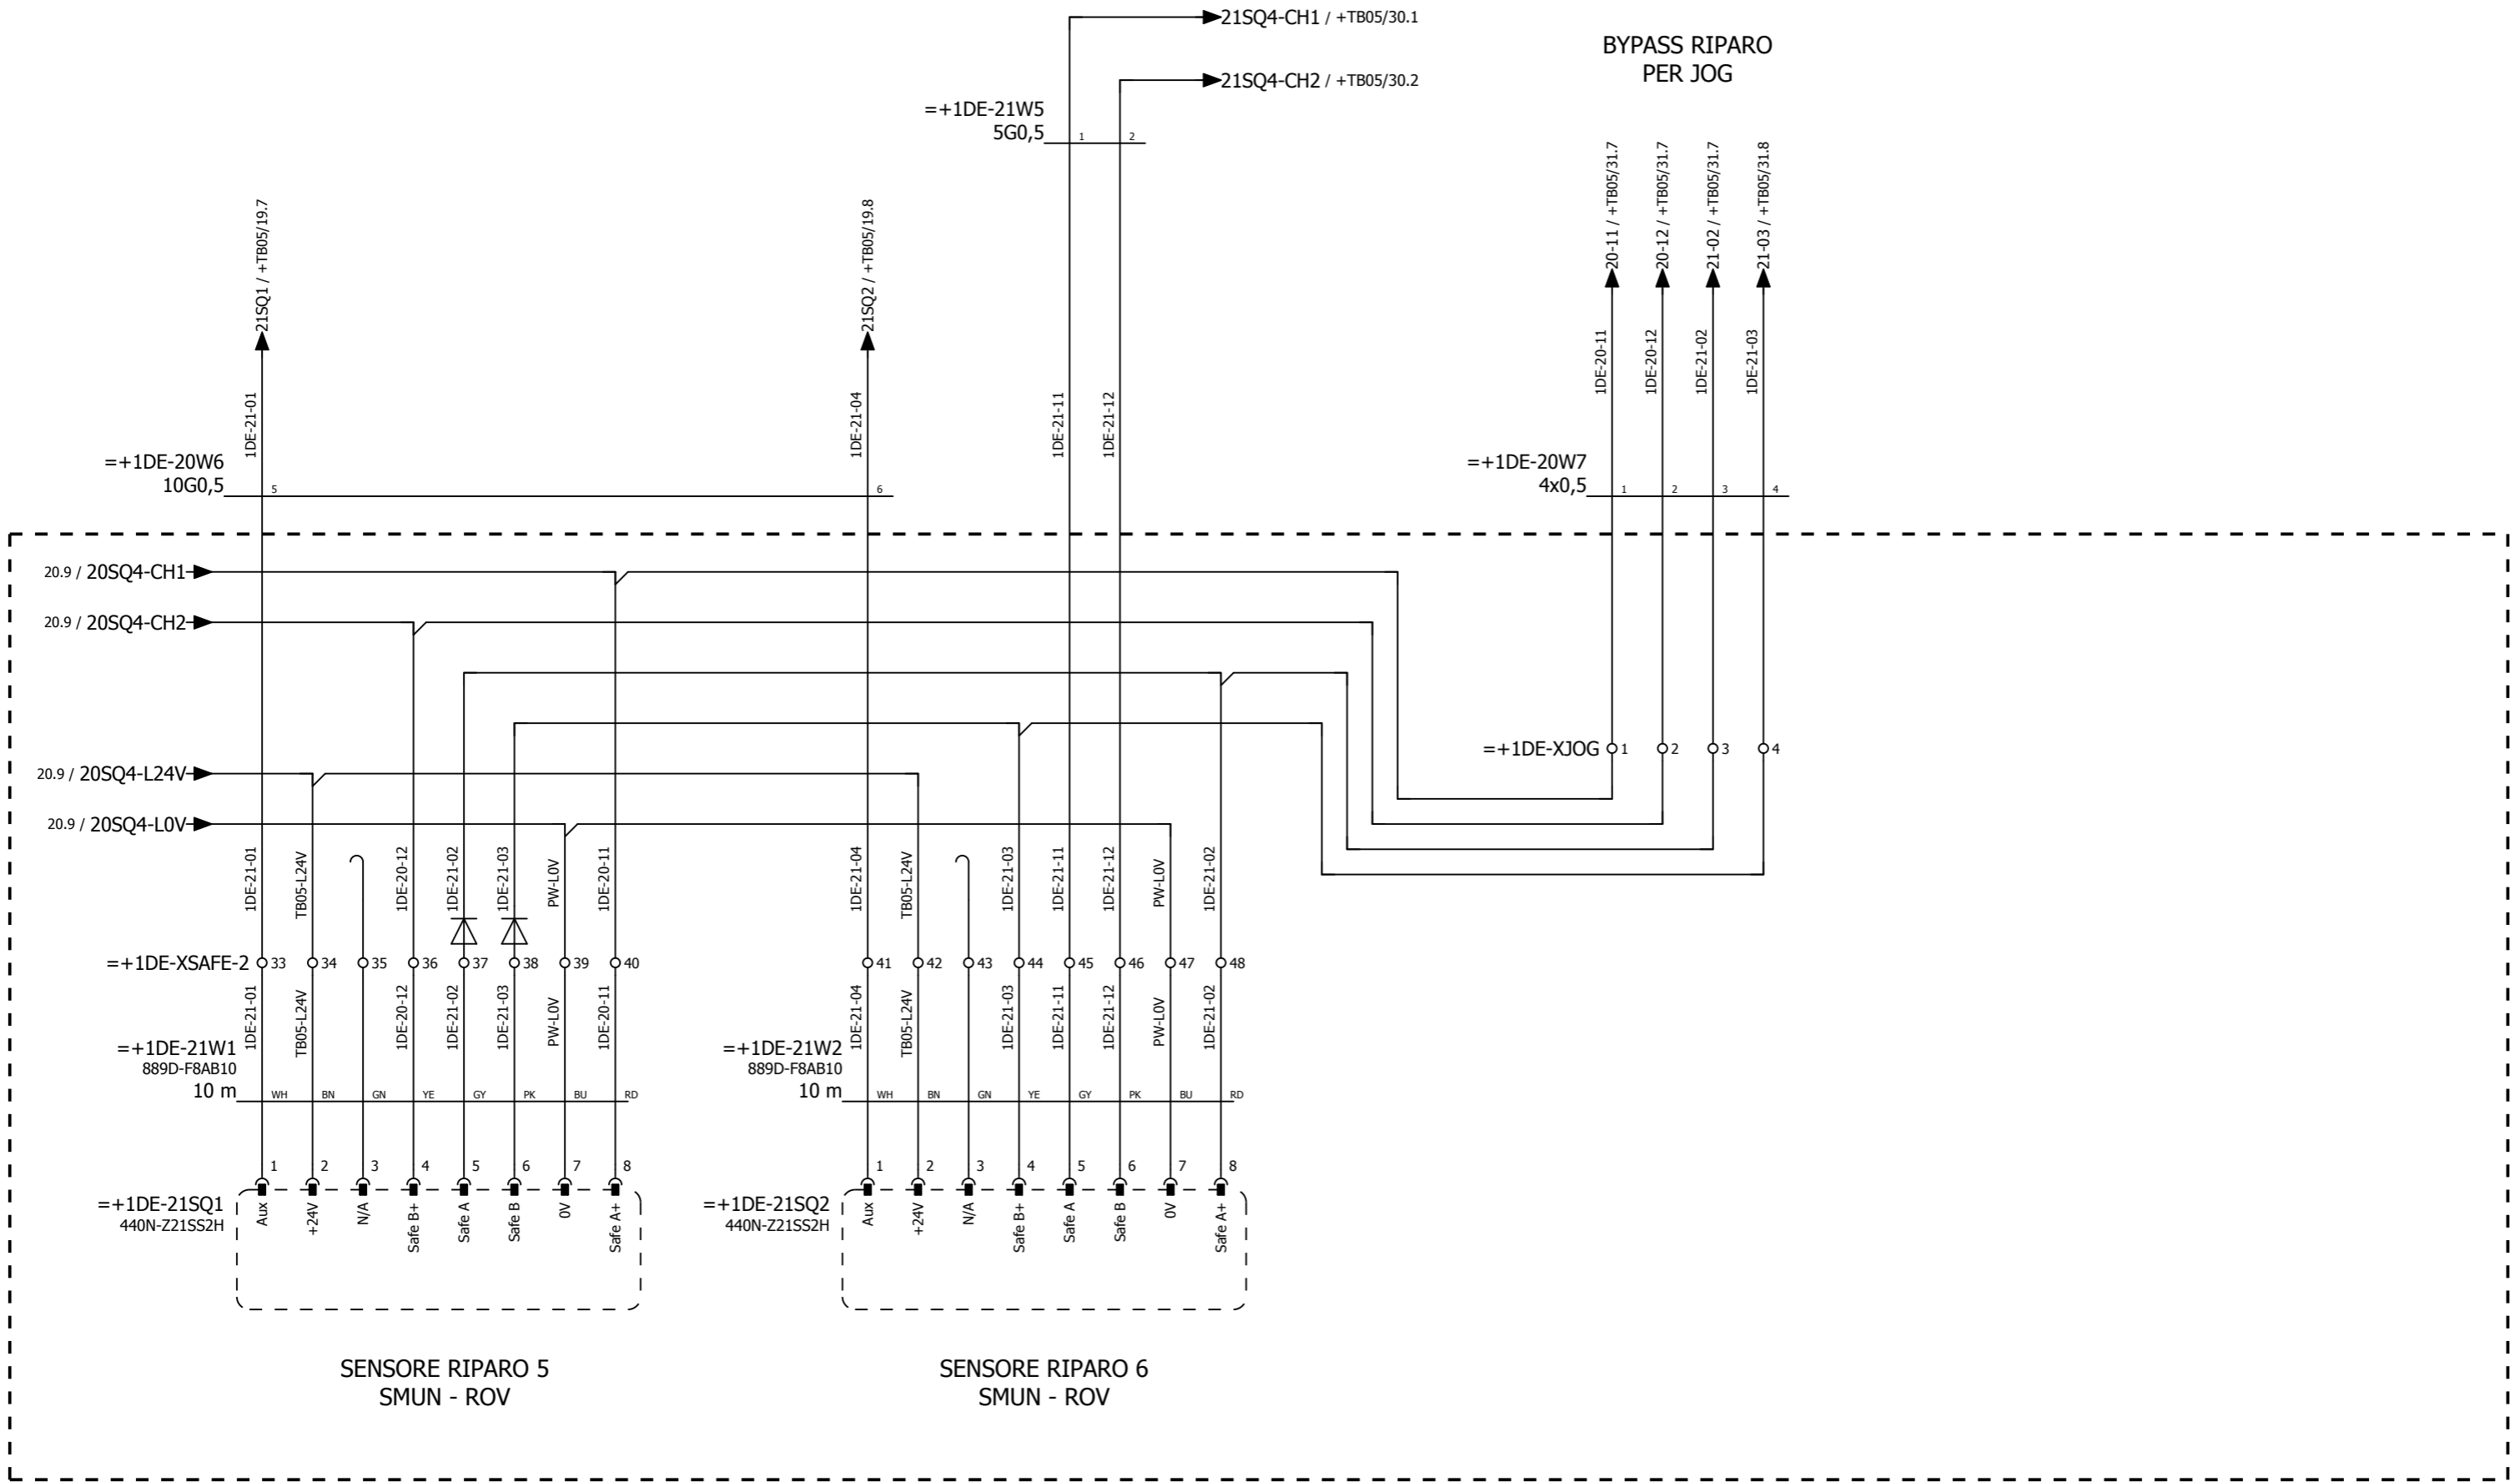 21SQ4-CH1 / +TB05/30.1
BYPASS RIPARO
PER JOG
21SQ4-CH2 / +TB05/30.2
=+1DE-21W5
5G0,5
1 2
21SQ1 / +TB05/19.7
21SQ2 / +TB05/19.8
20-11 / +TB05/31.7
20-12 / +TB05/31.7
21-02 / +TB05/31.7
21-03 / +TB05/31.8
1DE-21-01
1DE-21-04
1DE-21-11
1DE-21-12
1DE-20-11
1DE-20-12
1DE-21-02
1DE-21-03
=+1DE-20W6
10G0,5
5 6
=+1DE-20W7
4x0,5
1 2 3 4
20.9 / 20SQ4-CH1
20.9 / 20SQ4-CH2
=+1DE-XJOG 1 2 3 4
20.9 / 20SQ4-L24V
20.9 / 20SQ4-L0V
1DE-21-01
TB05-L24V
1DE-20-12
1DE-21-02
1DE-21-03
PW-L0V
1DE-20-11
1DE-21-04
TB05-L24V
1DE-21-03
1DE-21-11
1DE-21-12
PW-L0V
1DE-21-02
=+1DE-XSAFE-2 33 34 35 36 37 38 39 40 41 42 43 44 45 46 47 48
1DE-21-01
TB05-L24V
1DE-20-12
1DE-21-02
1DE-21-03
PW-L0V
1DE-20-11
1DE-21-04
TB05-L24V
1DE-21-03
1DE-21-11
1DE-21-12
PW-L0V
1DE-21-02
=+1DE-21W1
889D-F8AB10
10 m
WH BN GN YE GY PK BU RD
=+1DE-21W2
889D-F8AB10
10 m
WH BN GN YE GY PK BU RD
1 2 3 4 5 6 7 8
=+1DE-21SQ1
440N-Z21SS2H
Aux
+24V
N/A
Safe B+
Safe A
Safe B
0V
Safe A+
1 2 3 4 5 6 7 8
=+1DE-21SQ2
440N-Z21SS2H
Aux
+24V
N/A
Safe B+
Safe A
Safe B
0V
Safe A+
SENSORE RIPARO 5
SMUN - ROV
SENSORE RIPARO 6
SMUN - ROV